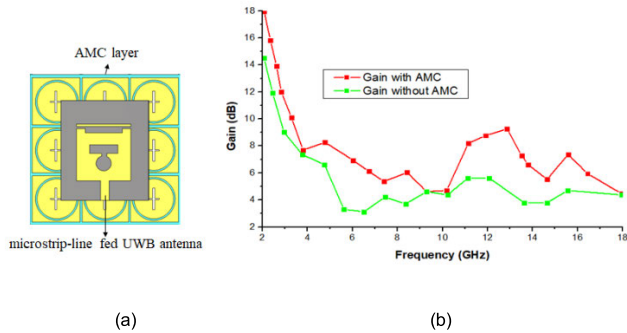 AMC layer
microstrip-line fed UWB antenna
(a)
Gain with AMC
Gain without AMC
Gain (dB)
18
16
14
12
10
8
6
4
2
2 4 6 8 10 12 14 16 18
Frequency (GHz)
(b)